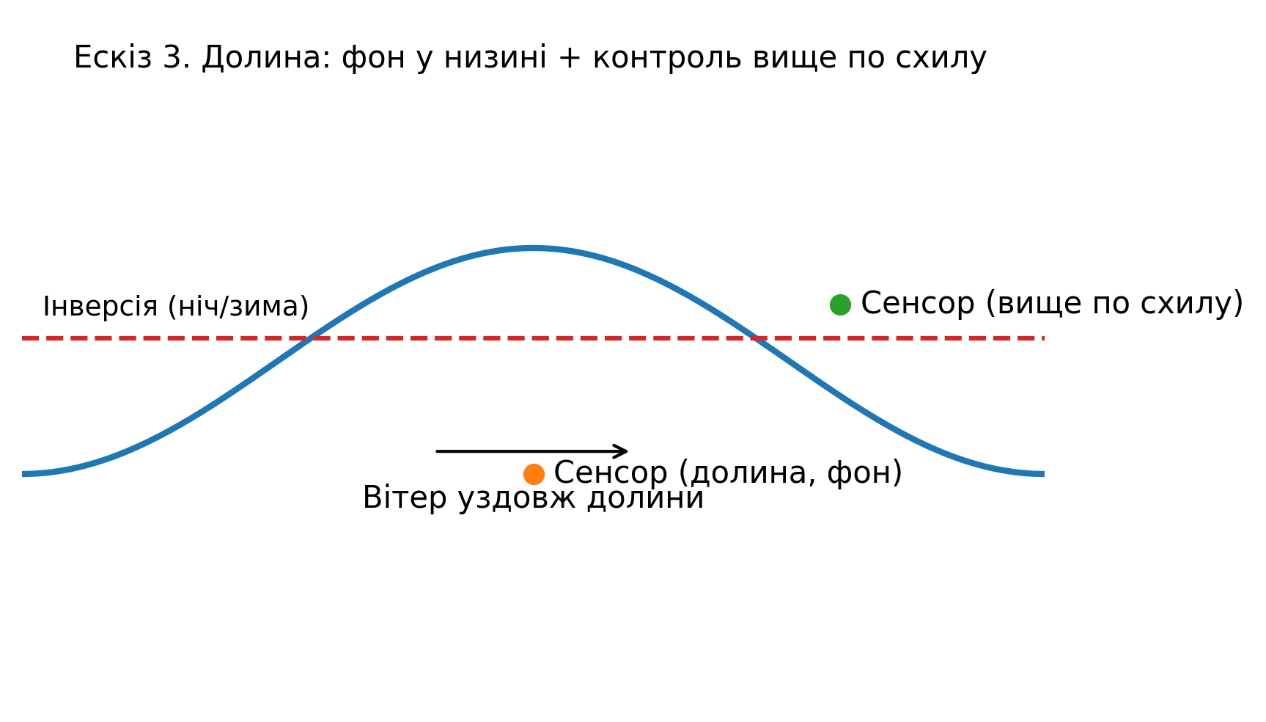 Ескіз 3. Долина: фон у низині + контроль вище по схилу
Інверсія (ніч/зима)
Сенсор (вище по схилу)
Сенсор (долина, фон)
Вітер уздовж долини